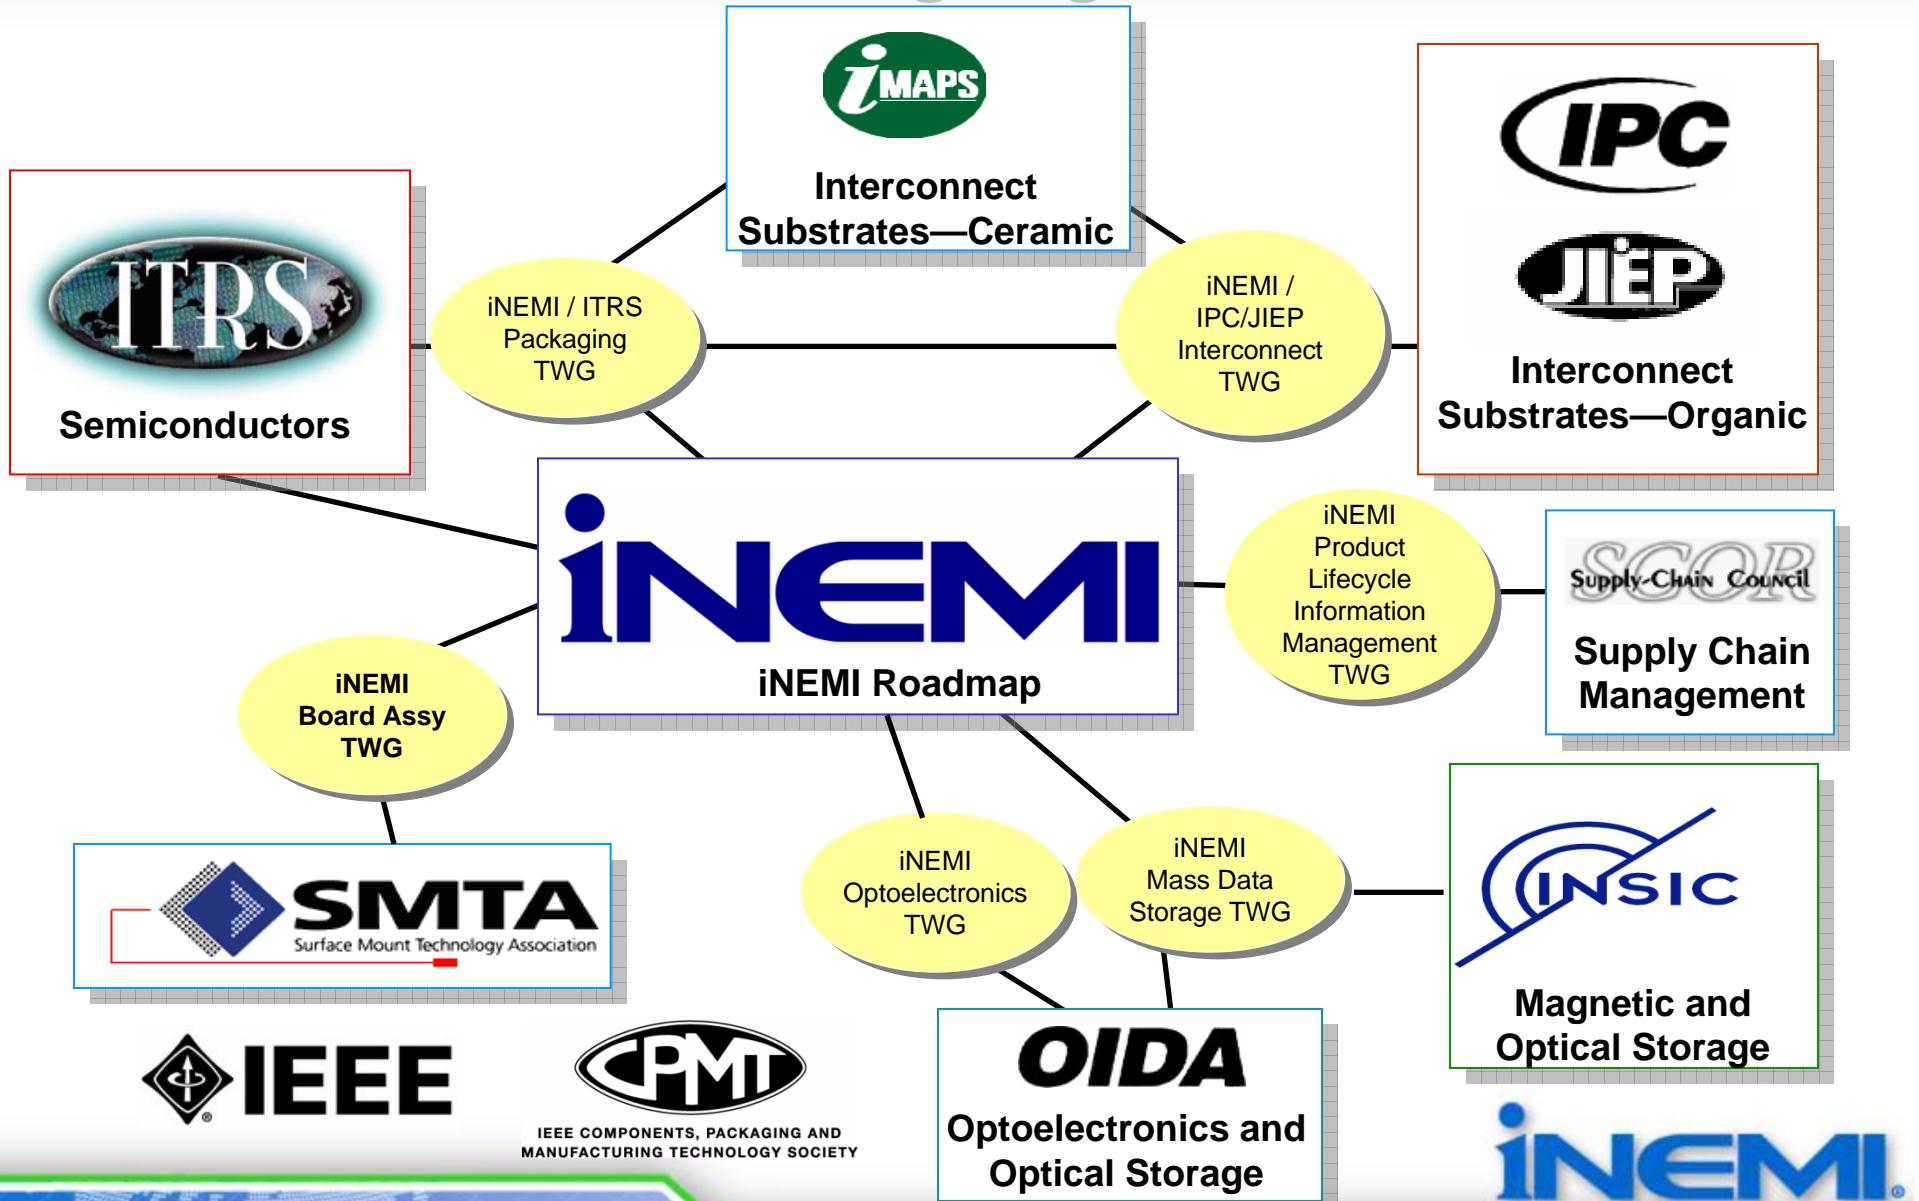 iMAPS
Interconnect
Substrates—Ceramic
IPC
JIEP
Interconnect
Substrates—Organic
ITRS
Semiconductors
iNEMI / ITRS
Packaging
TWG
iNEMI /
IPC/JIEP
Interconnect
TWG
iNEMI
iNEMI Roadmap
iNEMI
Product
Lifecycle
Information
Management
TWG
SCOR
Supply-Chain Council
Supply Chain
Management
iNEMI
Board Assy
TWG
SMTA
Surface Mount Technology Association
iNEMI
Optoelectronics
TWG
iNEMI
Mass Data
Storage TWG
INSIC
Magnetic and
Optical Storage
IEEE
®
CPMT
IEEE COMPONENTS, PACKAGING AND
MANUFACTURING TECHNOLOGY SOCIETY
OIDA
Optoelectronics and
Optical Storage
iNEMI®